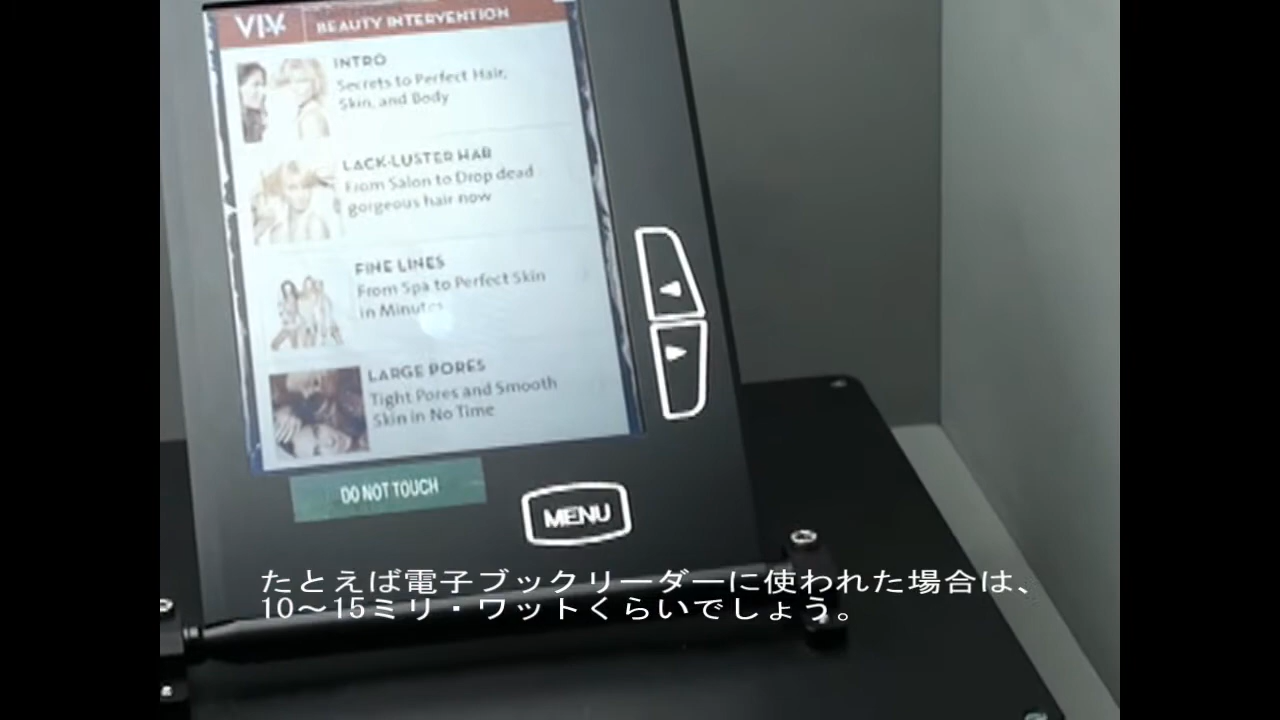 VIV BEAUTY INTERVENTION
INTRO
Secrets to Perfect Hair,
Skin, and Body
LACK-LUSTER HAIR
From Salon to Drop dead
gorgeous hair now
FINE LINES
From Spa to Perfect Skin
in Minutes
LARGE PORES
Tight Pores and Smooth
Skin in No Time
DO NOT TOUCH
MENU
たとえば電子ブックリーダーに使われた場合は、
10～15ミリ・ワットくらいでしょう。